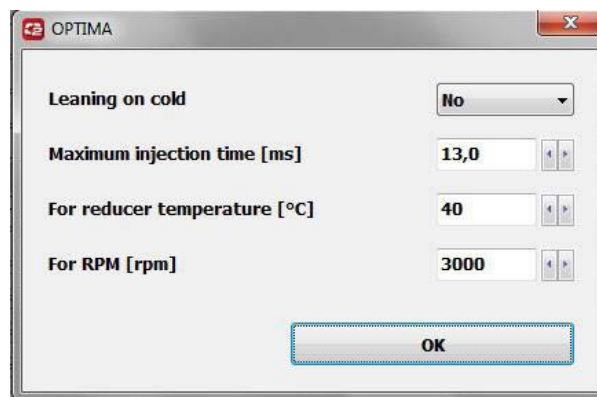 OPTIMA
Leaning on cold No
Maximum injection time [ms] 13,0
For reducer temperature [°C] 40
For RPM [rpm] 3000
OK